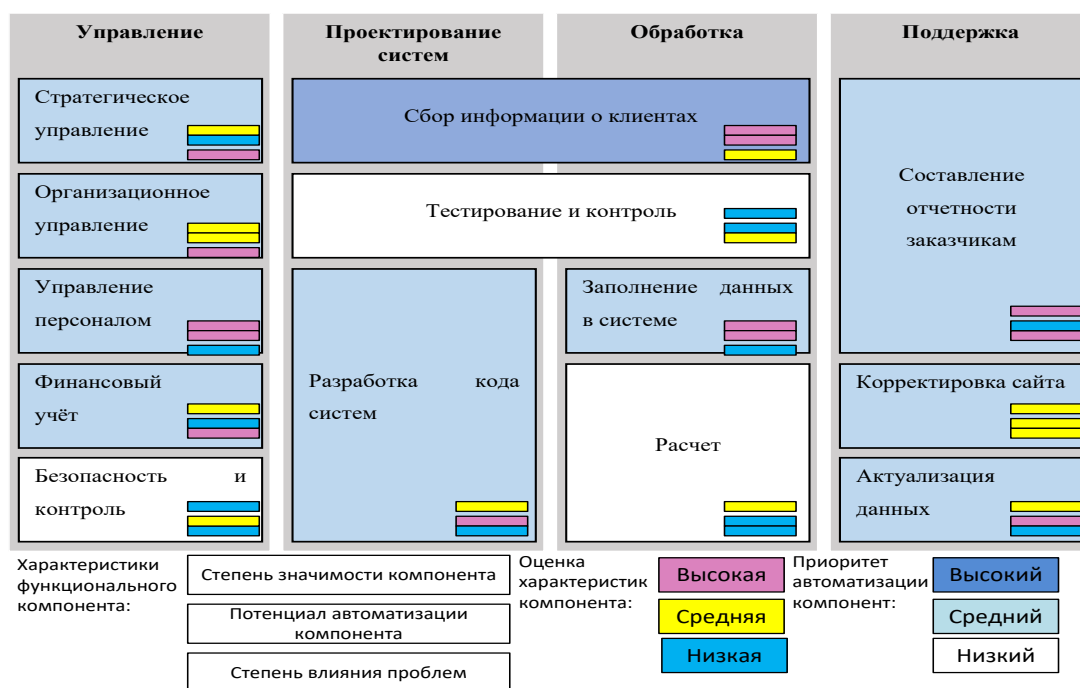 Управление
Проектирование
систем
Обработка
Поддержка
Стратегическое
управление
Организационное
управление
Управление
персоналом
Финансовый
учёт
Безопасность и
контроль
Сбор информации о клиентах
Тестирование и контроль
Разработка кода
систем
Заполнение данных
в системе
Расчет
Составление
отчетности
заказчикам
Корректировка сайта
Актуализация
данных
Характеристики
функционального
компонента:
Степень значимости компонента
Потенциал автоматизации
компонента
Степень влияния проблем
Оценка
характеристик
компонента:
Высокая
Средняя
Низкая
Приоритет
автоматизации
компонент:
Высокий
Средний
Низкий